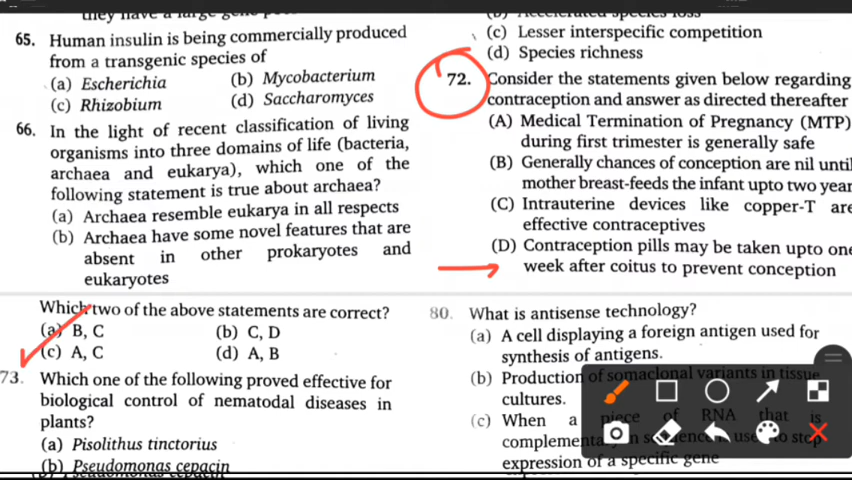 they have a large gene
65. Human insulin is being commercially produced
from a transgenic species of
(a) Escherichia (b) Mycobacterium
(c) Rhizobium (d) Saccharomyces
66. In the light of recent classification of living
organisms into three domains of life (bacteria,
archaea and eukarya), which one of the
following statement is true about archaea?
(a) Archaea resemble eukarya in all respects
(b) Archaea have some novel features that are
absent in other prokaryotes and
eukaryotes
(b) Accelerated species loss
(c) Lesser interspecific competition
(d) Species richness
72. Consider the statements given below regarding
contraception and answer as directed thereafter
(A) Medical Termination of Pregnancy (MTP)
during first trimester is generally safe
(B) Generally chances of conception are nil until
mother breast-feeds the infant upto two year
(C) Intrauterine devices like copper-T are
effective contraceptives
(D) Contraception pills may be taken upto one
week after coitus to prevent conception
Which two of the above statements are correct?
(a) B, C (b) C, D
(c) A, C (d) A, B
73. Which one of the following proved effective for
biological control of nematodal diseases in
plants?
(a) Pisolithus tinctorius
(b) Pseudomonas cepacin
80. What is antisense technology?
(a) A cell displaying a foreign antigen used for
synthesis of antigens.
(b) Production of somaclonal variants in tissue
cultures.
(c) When a piece of RNA that is
complementary in sequence is used to stop
expression of a specific gene